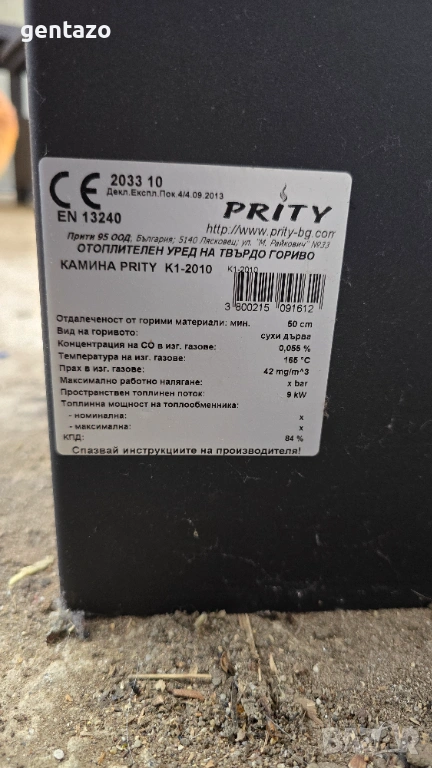 gentazo
CE 2033 10
Декл.Експл.Пок.4/4.09.2013
EN 13240
PRITY
http://www.prity-bg.com
Прити 95 ООД, България; 5140 Лясковец; ул. "М. Райкович" №33
ОТОПЛИТЕЛЕН УРЕД НА ТВЪРДО ГОРИВО
КАМИНА PRITY K1-2010
K1-2010
3 800215 091612
Отдалеченост от горими материали: мин. 50 cm
Вид на горивото: сухи дърва
Концентрация на CO в изг. газове: 0,055 %
Температура на изг. газове: 165 °C
Прах в изг. газове: 42 mg/m^3
Максимално работно налягане: x bar
Пространствен топлинен поток: 9 kW
Топлинна мощност на топлообменника:
- номинална: x
- максимална: x
КПД: 84 %
Спазвай инструкциите на производителя!
BAZAR